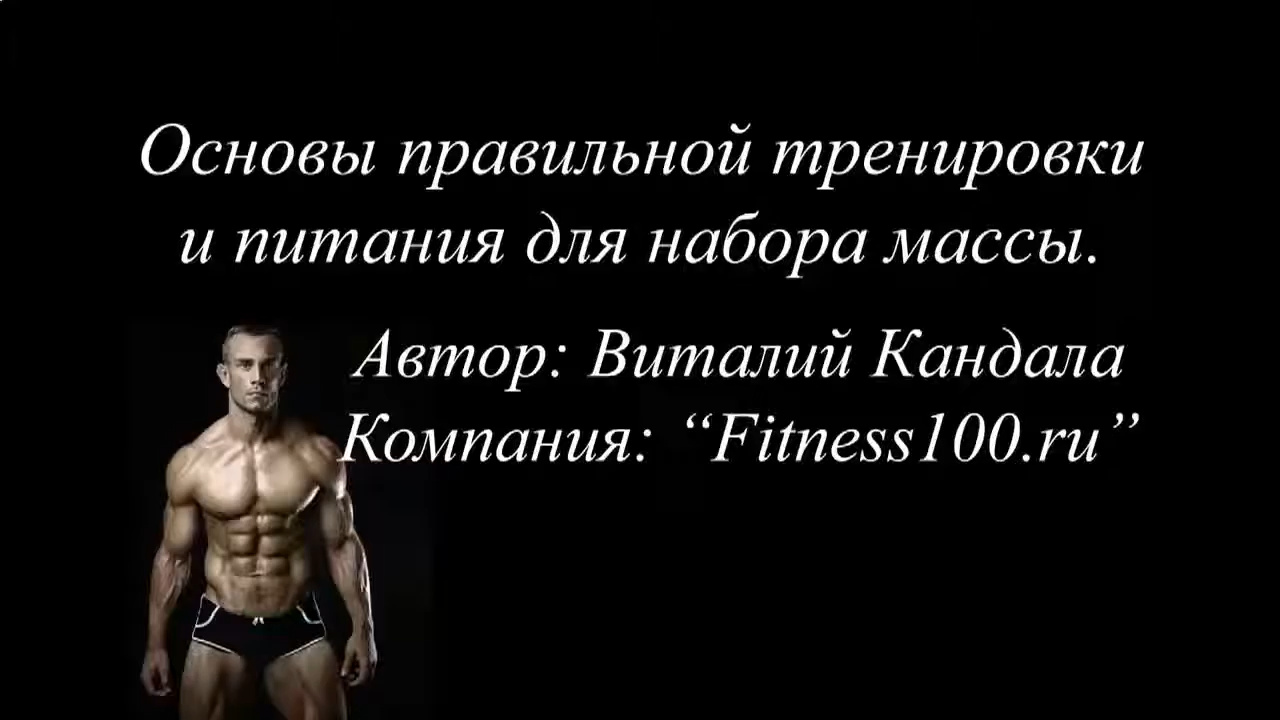 Основы правильной тренировки
и питания для набора массы.
Автор: Виталий Кандала
Компания: “Fitness100.ru”